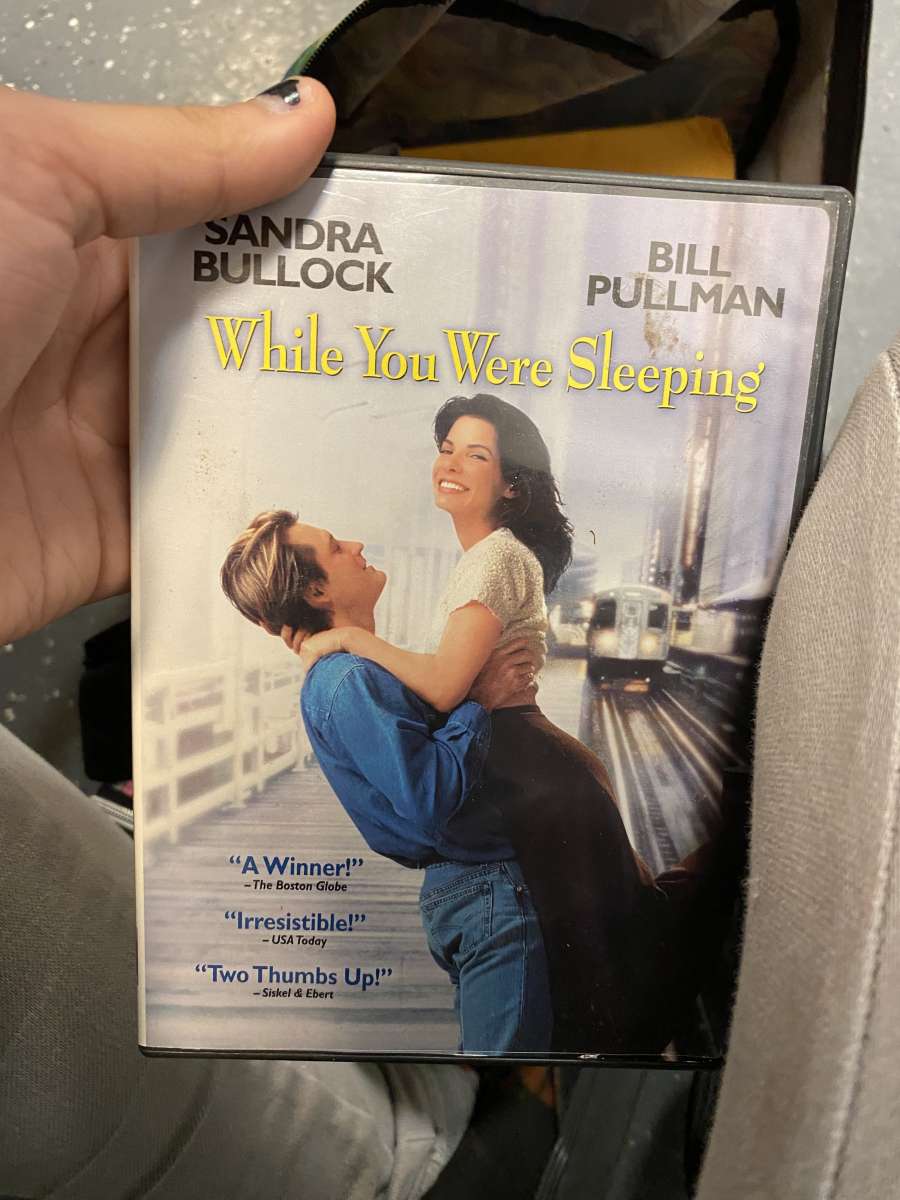 SANDRA
BULLOCK
BILL
PULLMAN
While You Were Sleeping
“A Winner!”
–The Boston Globe
“Irresistible!”
– USA Today
“Two Thumbs Up!”
– Siskel & Ebert